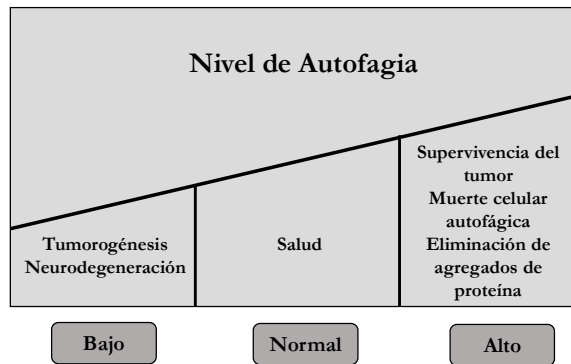 Nivel de Autofagia
Supervivencia del
tumor
Muerte celular
autofágica
Eliminación de
agregados de
proteína
Tumorogénesis
Neurodegeneración
Salud
Bajo
Normal
Alto